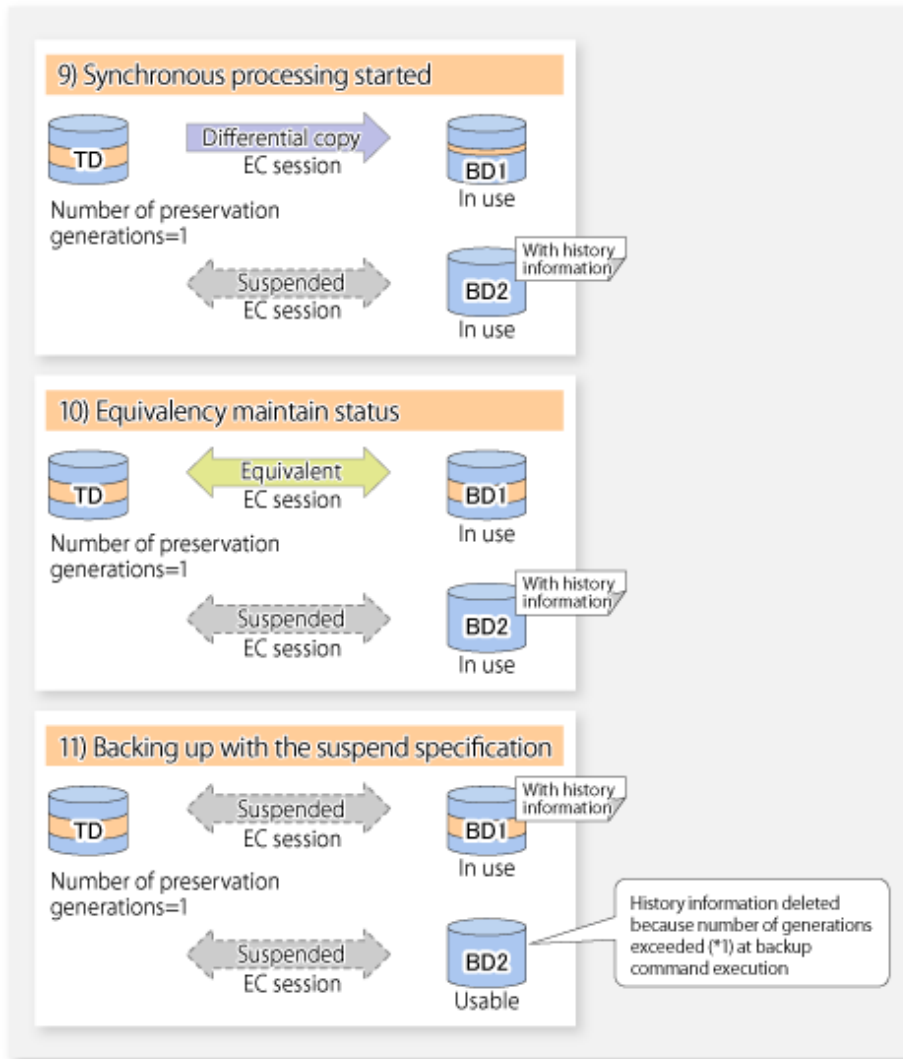 9) Synchronous processing started
TD
Differential copy
EC session
BD1
In use
Number of preservation
generations=1
Suspended
EC session
With history
information
BD2
In use
10) Equivalency maintain status
TD
Equivalent
EC session
BD1
In use
Number of preservation
generations=1
Suspended
EC session
With history
information
BD2
In use
11) Backing up with the suspend specification
TD
Suspended
EC session
With history
information
BD1
In use
Number of preservation
generations=1
Suspended
EC session
BD2
Usable
History information deleted
because number of generations
exceeded (*1) at backup
command execution